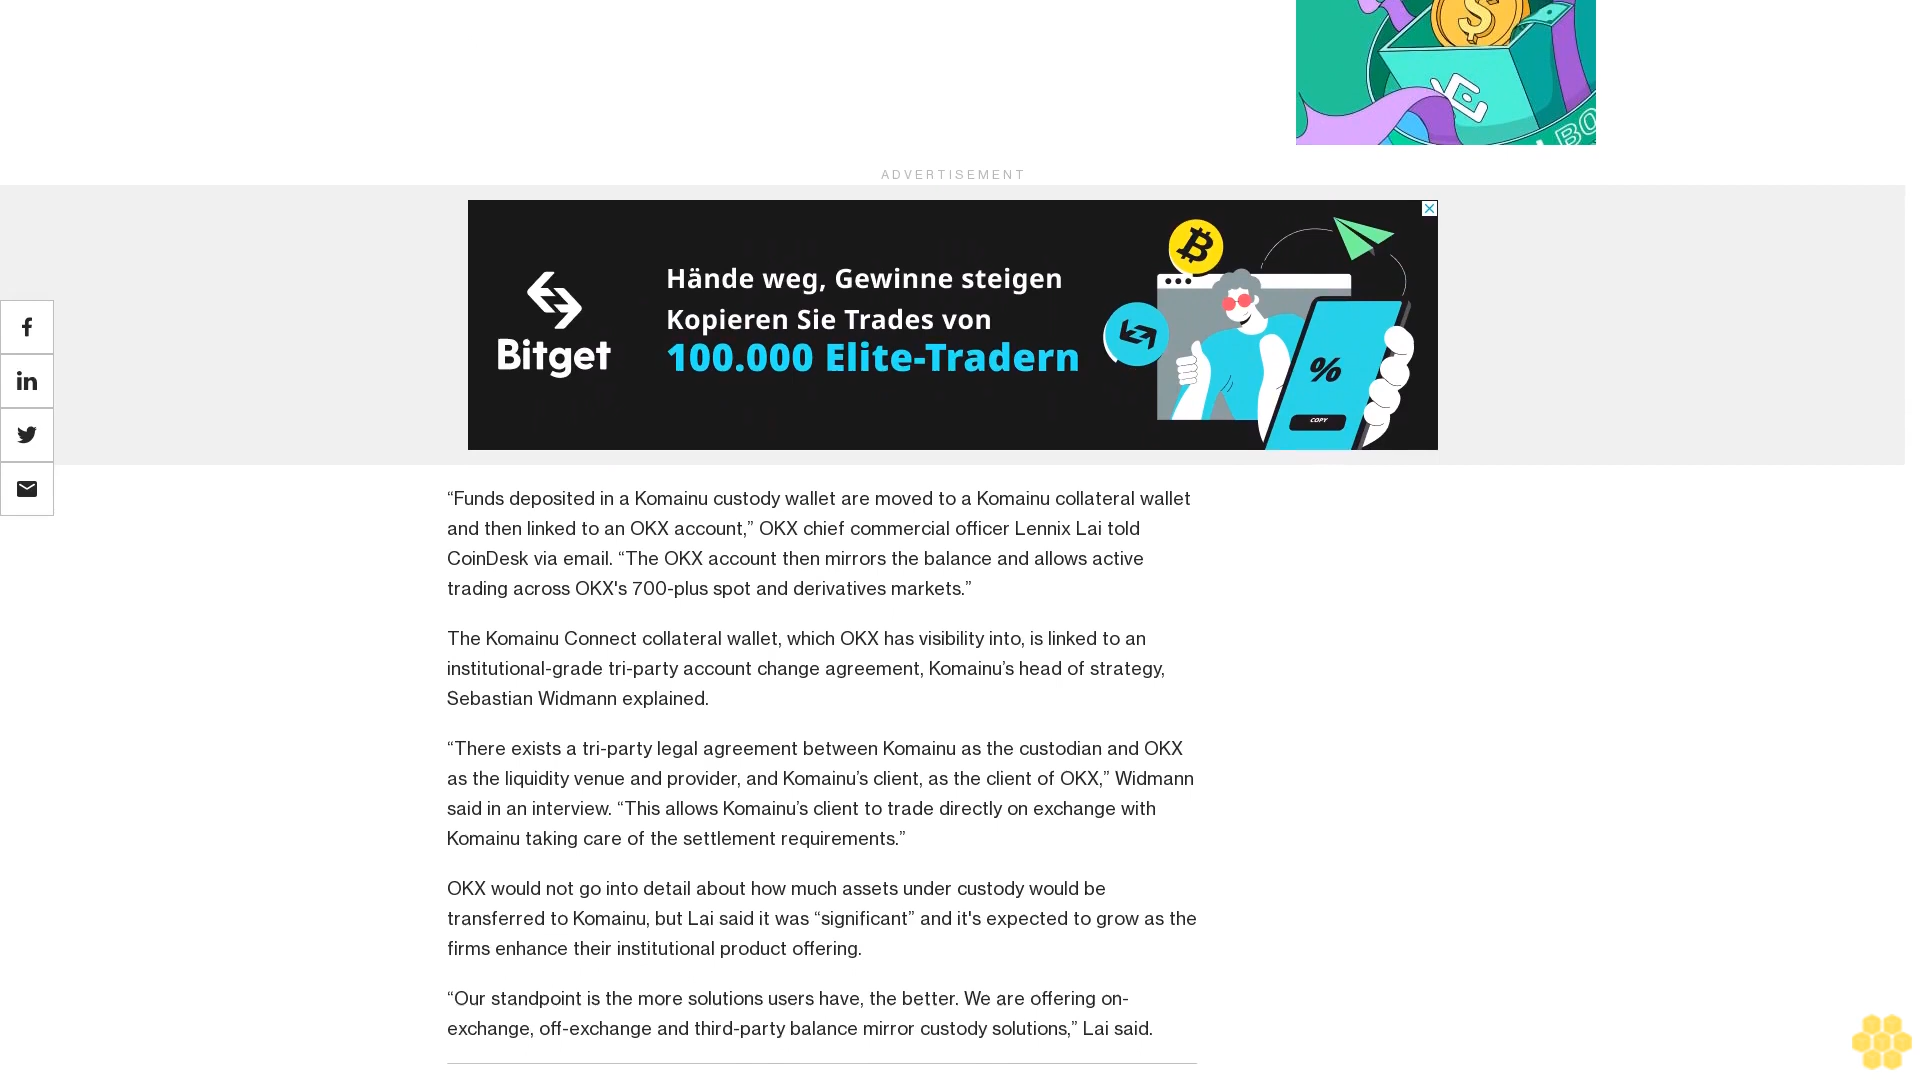 $
BO
ADVERTISEMENT
Bitget
Hände weg, Gewinne steigen
Kopieren Sie Trades von
100.000 Elite-Tradern
%
COPY
f
in
“Funds deposited in a Komainu custody wallet are moved to a Komainu collateral wallet
and then linked to an OKX account,” OKX chief commercial officer Lennix Lai told
CoinDesk via email. “The OKX account then mirrors the balance and allows active
trading across OKX's 700-plus spot and derivatives markets.”
The Komainu Connect collateral wallet, which OKX has visibility into, is linked to an
institutional-grade tri-party account change agreement, Komainu’s head of strategy,
Sebastian Widmann explained.
“There exists a tri-party legal agreement between Komainu as the custodian and OKX
as the liquidity venue and provider, and Komainu’s client, as the client of OKX,” Widmann
said in an interview. “This allows Komainu’s client to trade directly on exchange with
Komainu taking care of the settlement requirements.”
OKX would not go into detail about how much assets under custody would be
transferred to Komainu, but Lai said it was “significant” and it's expected to grow as the
firms enhance their institutional product offering.
“Our standpoint is the more solutions users have, the better. We are offering on-
exchange, off-exchange and third-party balance mirror custody solutions,” Lai said.